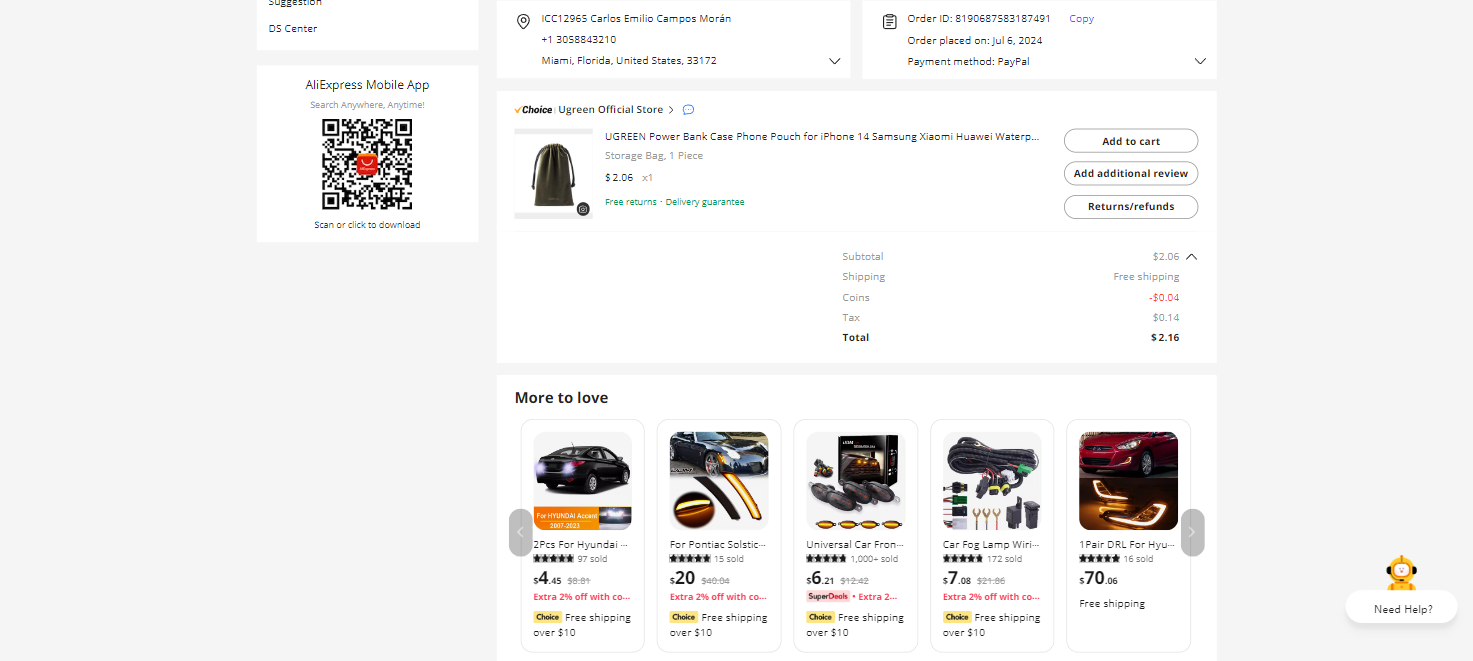 Suggestion
DS Center
AliExpress Mobile App
Search Anywhere, Anytime!
Scan or click to download
ICC12965 Carlos Emilio Campos Morán
+1 3058843210
Miami, Florida, United States, 33172
Order ID: 8190687583187491 Copy
Order placed on: Jul 6, 2024
Payment method: PayPal
Choice Ugreen Official Store
UGREEN Power Bank Case Phone Pouch for iPhone 14 Samsung Xiaomi Huawei Waterp...
Storage Bag, 1 Piece
$2.06 x1
Free returns · Delivery guarantee
Add to cart
Add additional review
Returns/refunds
Subtotal $2.06
Shipping Free shipping
Coins -$0.04
Tax $0.14
Total $2.16
More to love
For HYUNDAI Accent
2007-2023
2Pcs For Hyundai ...
97 sold
$4.45 $8.81
Extra 2% off with co...
Choice Free shipping
over $10
For Pontiac Solstic...
15 sold
$20 $40.04
Extra 2% off with co...
Choice Free shipping
over $10
Universal Car Fron...
1,000+ sold
$6.21 $12.42
SuperDeals • Extra 2...
Choice Free shipping
over $10
Car Fog Lamp Wiri...
172 sold
$7.08 $21.86
Extra 2% off with co...
Choice Free shipping
over $10
1Pair DRL For Hyu...
16 sold
$70.06
Free shipping
Need Help?